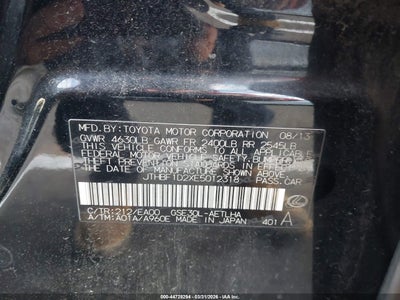 MFD. BY: TOYOTA MOTOR CORPORATION 08/13
GVWR 4630LB GAWR FR 2400LB RR 2545LB
THIS VEHICLE CONFORMS TO ALL APPLICABLE
FEDERAL MOTOR VEHICLE SAFETY, BUMPER,
AND THEFT PREVENTION STANDARDS IN EFFECT
ON THE DATE OF MANUFACTURE SHOWN ABOVE.
PASS.CAR
C/TR:212/EA00 GSE30L-AETLHA
A/TM:A01A/A960E MADE IN JAPAN 401 A
000-44728294 - 03/31/2026 - © IAA Holdings, LLC